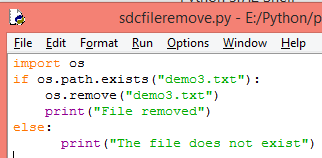 sdcfileremove.py - E:/Python/p
File Edit Format Run Options Window Help
import os
if os.path.exists("demo3.txt"):
    os.remove("demo3.txt")
    print("File removed")
else:
      print("The file does not exist")